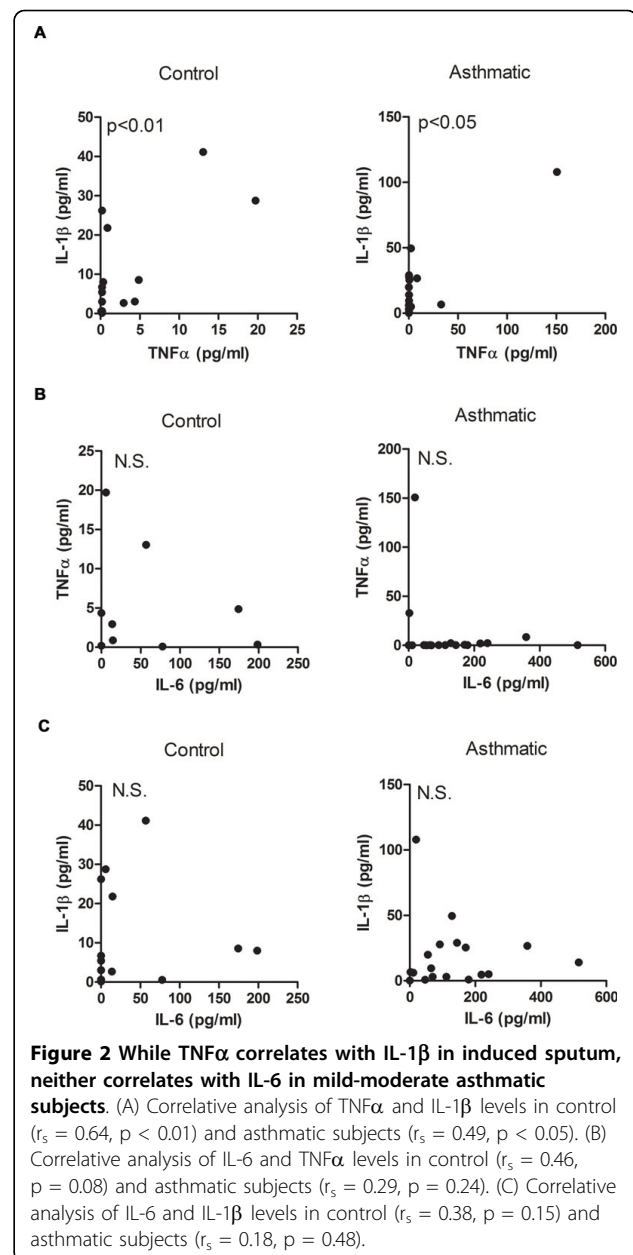 A
Control
Asthmatic
50
40
30
20
10
0
IL-1β (pg/ml)
p<0.01
0
5
10
15
20
25
TNFα (pg/ml)
150
100
50
0
IL-1β (pg/ml)
p<0.05
0
50
100
150
200
TNFα (pg/ml)
B
Control
Asthmatic
25
20
15
10
5
0
TNFα (pg/ml)
N.S.
0
50
100
150
200
250
IL-6 (pg/ml)
200
150
100
50
0
TNFα (pg/ml)
N.S.
0
200
400
600
IL-6 (pg/ml)
C
Control
Asthmatic
50
40
30
20
10
0
IL-1β (pg/ml)
N.S.
0
50
100
150
200
250
IL-6 (pg/ml)
150
100
50
0
IL-1β (pg/ml)
N.S.
0
200
400
600
IL-6 (pg/ml)
Figure 2 While TNFα correlates with IL-1β in induced sputum,
neither correlates with IL-6 in mild-moderate asthmatic
subjects. (A) Correlative analysis of TNFα and IL-1β levels in control
(rs = 0.64, p < 0.01) and asthmatic subjects (rs = 0.49, p < 0.05). (B)
Correlative analysis of IL-6 and TNFα levels in control (rs = 0.46,
p = 0.08) and asthmatic subjects (rs = 0.29, p = 0.24). (C) Correlative
analysis of IL-6 and IL-1β levels in control (rs = 0.38, p = 0.15) and
asthmatic subjects (rs = 0.18, p = 0.48).